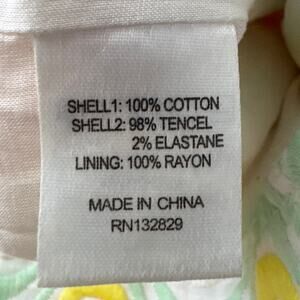 SHELL1: 100% COTTON
SHELL2: 98% TENCEL
2% ELASTANE
LINING: 100% RAYON
MADE IN CHINA
RN132829